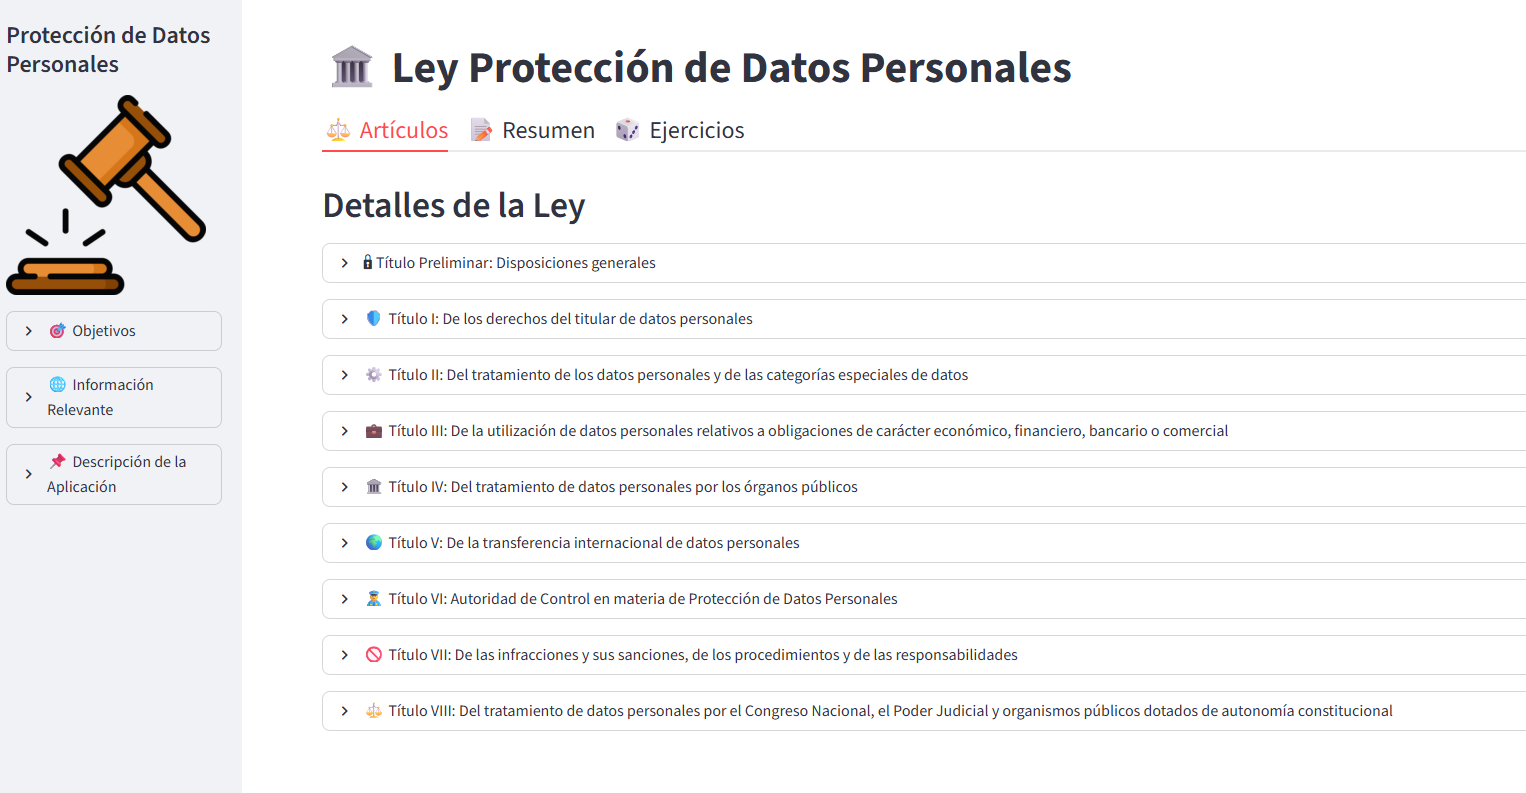 Protección de Datos
Personales
Objetivos
Información
Relevante
Descripción de la
Aplicación
Ley Protección de Datos Personales
Artículos
Resumen
Ejercicios
Detalles de la Ley
Título Preliminar: Disposiciones generales
Título I: De los derechos del titular de datos personales
Título II: Del tratamiento de los datos personales y de las categorías especiales de datos
Título III: De la utilización de datos personales relativos a obligaciones de carácter económico, financiero, bancario o comercial
Título IV: Del tratamiento de datos personales por los órganos públicos
Título V: De la transferencia internacional de datos personales
Título VI: Autoridad de Control en materia de Protección de Datos Personales
Título VII: De las infracciones y sus sanciones, de los procedimientos y de las responsabilidades
Título VIII: Del tratamiento de datos personales por el Congreso Nacional, el Poder Judicial y organismos públicos dotados de autonomía constitucional